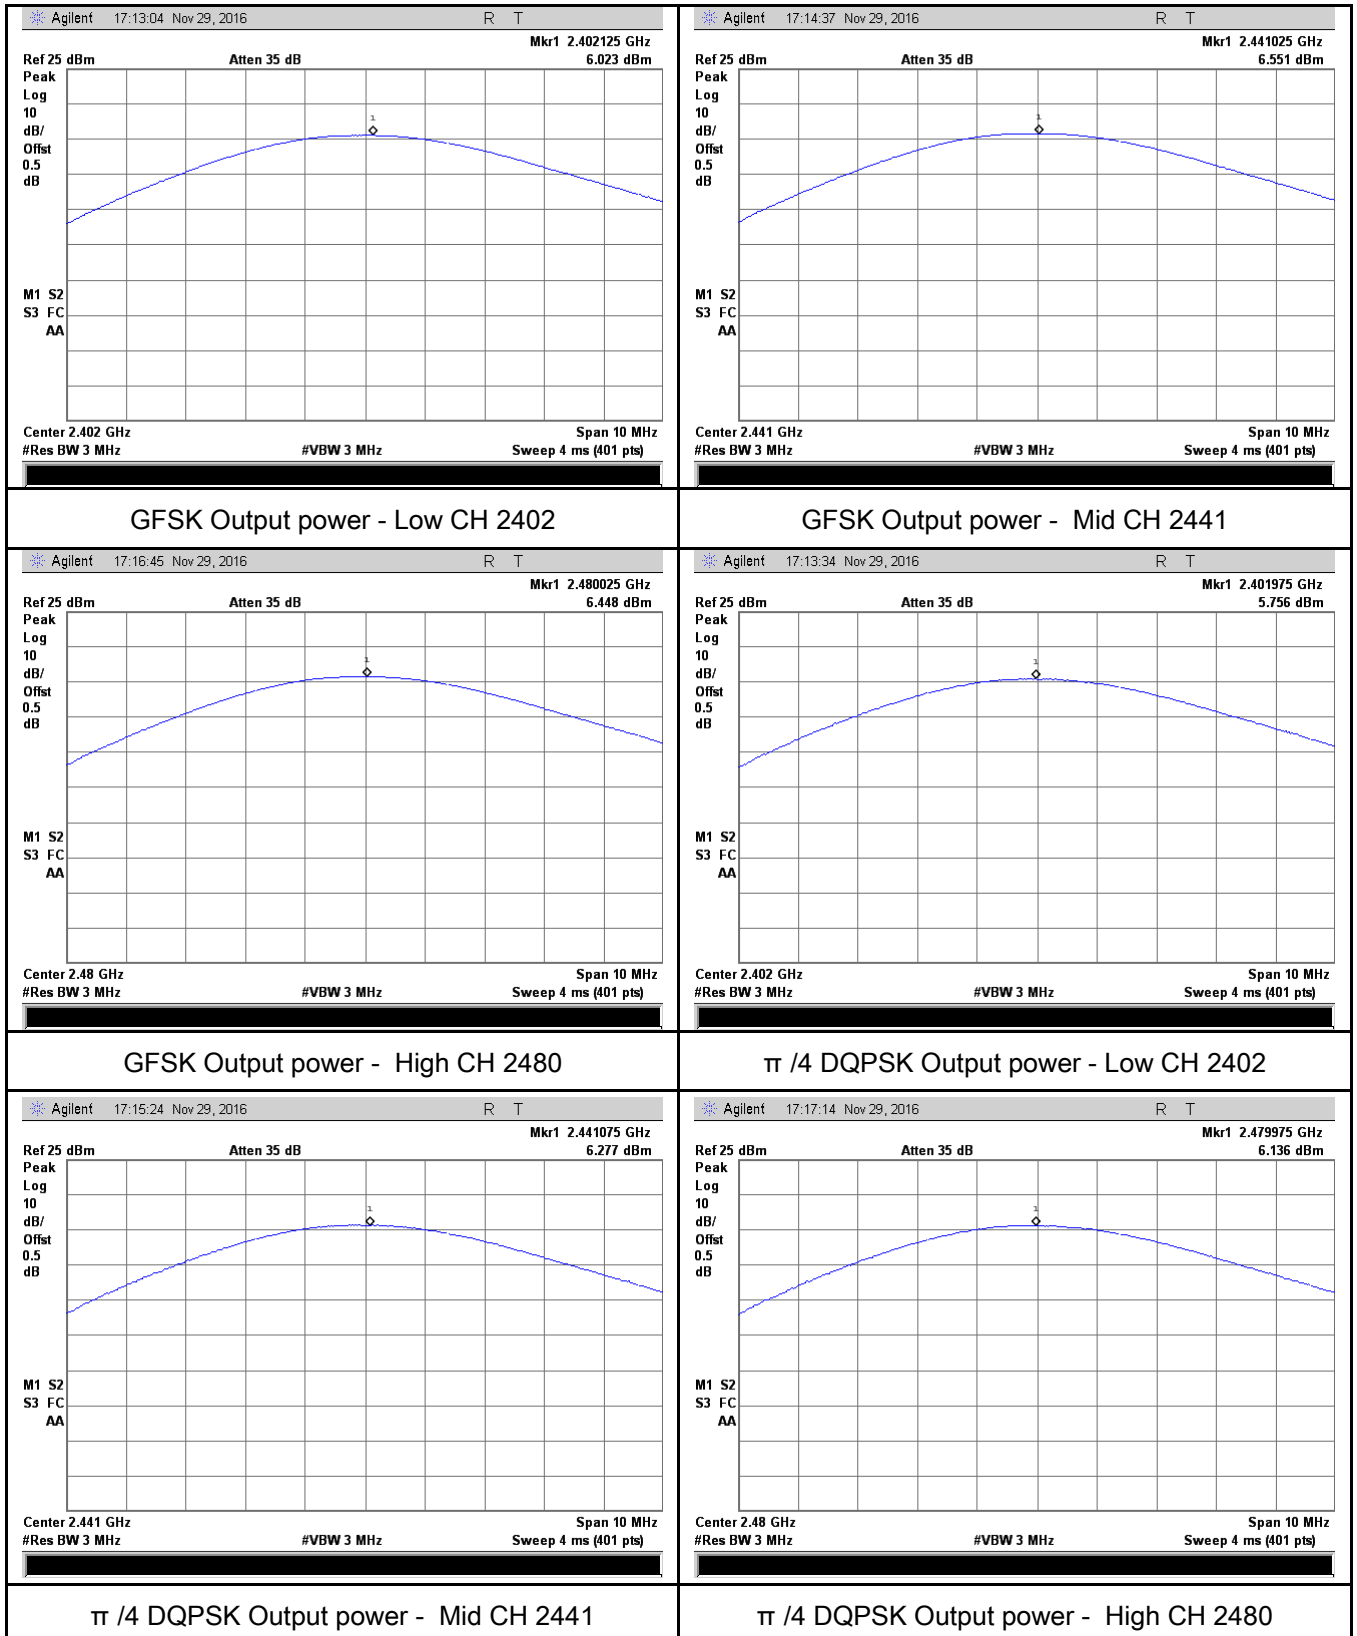 Agilent 17:13:04 Nov 29, 2016 R T
Mkr1 2.402125 GHz
Ref 25 dBm Atten 35 dB 6.023 dBm
Peak
Log
10
dB/
Offst
0.5
dB
1
M1 S2
S3 FC
AA
Center 2.402 GHz Span 10 MHz
#Res BW 3 MHz #VBW 3 MHz Sweep 4 ms (401 pts)
GFSK Output power - Low CH 2402
Agilent 17:14:37 Nov 29, 2016 R T
Mkr1 2.441025 GHz
Ref 25 dBm Atten 35 dB 6.551 dBm
Peak
Log
10
dB/
Offst
0.5
dB
1
M1 S2
S3 FC
AA
Center 2.441 GHz Span 10 MHz
#Res BW 3 MHz #VBW 3 MHz Sweep 4 ms (401 pts)
GFSK Output power - Mid CH 2441
Agilent 17:16:45 Nov 29, 2016 R T
Mkr1 2.480025 GHz
Ref 25 dBm Atten 35 dB 6.448 dBm
Peak
Log
10
dB/
Offst
0.5
dB
1
M1 S2
S3 FC
AA
Center 2.48 GHz Span 10 MHz
#Res BW 3 MHz #VBW 3 MHz Sweep 4 ms (401 pts)
GFSK Output power - High CH 2480
Agilent 17:13:34 Nov 29, 2016 R T
Mkr1 2.401975 GHz
Ref 25 dBm Atten 35 dB 5.756 dBm
Peak
Log
10
dB/
Offst
0.5
dB
1
M1 S2
S3 FC
AA
Center 2.402 GHz Span 10 MHz
#Res BW 3 MHz #VBW 3 MHz Sweep 4 ms (401 pts)
π /4 DQPSK Output power - Low CH 2402
Agilent 17:15:24 Nov 29, 2016 R T
Mkr1 2.441075 GHz
Ref 25 dBm Atten 35 dB 6.277 dBm
Peak
Log
10
dB/
Offst
0.5
dB
1
M1 S2
S3 FC
AA
Center 2.441 GHz Span 10 MHz
#Res BW 3 MHz #VBW 3 MHz Sweep 4 ms (401 pts)
π /4 DQPSK Output power - Mid CH 2441
Agilent 17:17:14 Nov 29, 2016 R T
Mkr1 2.479975 GHz
Ref 25 dBm Atten 35 dB 6.136 dBm
Peak
Log
10
dB/
Offst
0.5
dB
1
M1 S2
S3 FC
AA
Center 2.48 GHz Span 10 MHz
#Res BW 3 MHz #VBW 3 MHz Sweep 4 ms (401 pts)
π /4 DQPSK Output power - High CH 2480